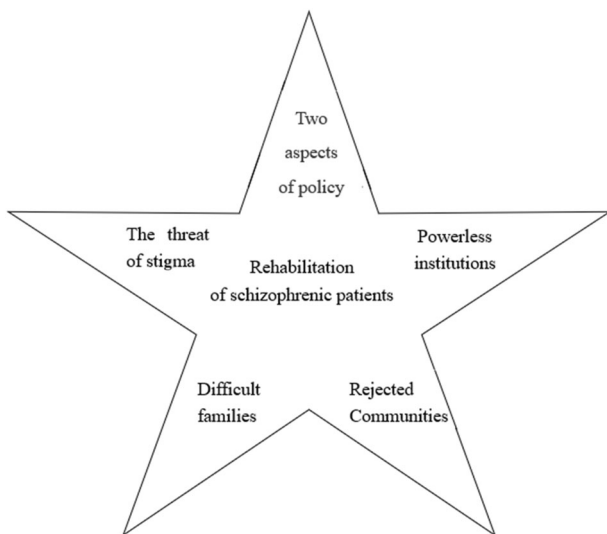 Two
aspects
of policy
The threat
of stigma
Powerless
institutions
Rehabilitation
of schizophrenic patients
Difficult
families
Rejected
Communities